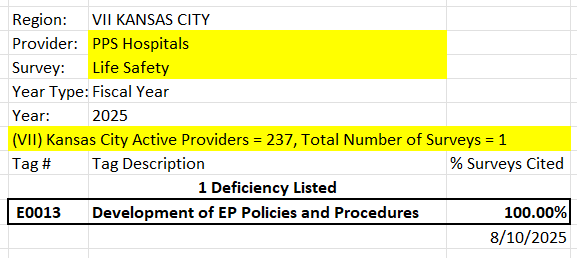 Region: VII KANSAS CITY
Provider: PPS Hospitals
Survey: Life Safety
Year Type: Fiscal Year
Year: 2025
(VII) Kansas City Active Providers = 237, Total Number of Surveys = 1
Tag # Tag Description % Surveys Cited
1 Deficiency Listed
E0013 Development of EP Policies and Procedures 100.00%
8/10/2025